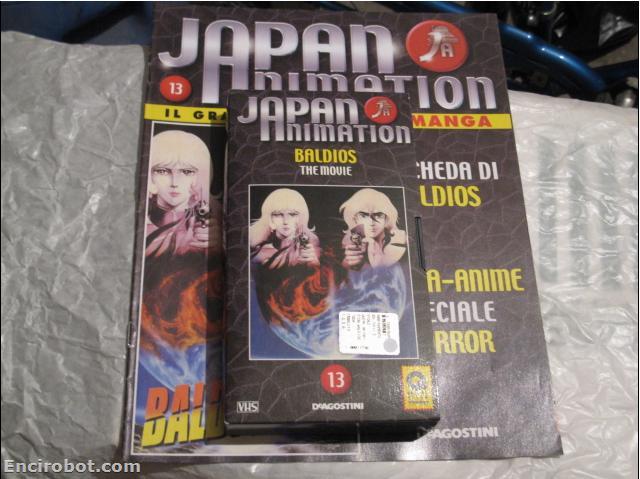 JAPAN
ANIMATION
13
IL GRA
MANGA
CHEDA DI
LDIOS
A-ANIME
ECIALE
RROR
BALD
DEAGOSTINI
JAPAN
ANIMATION
BALDIOS
THE MOVIE
13
VHS
DEAGOSTINI
Encirobot.com